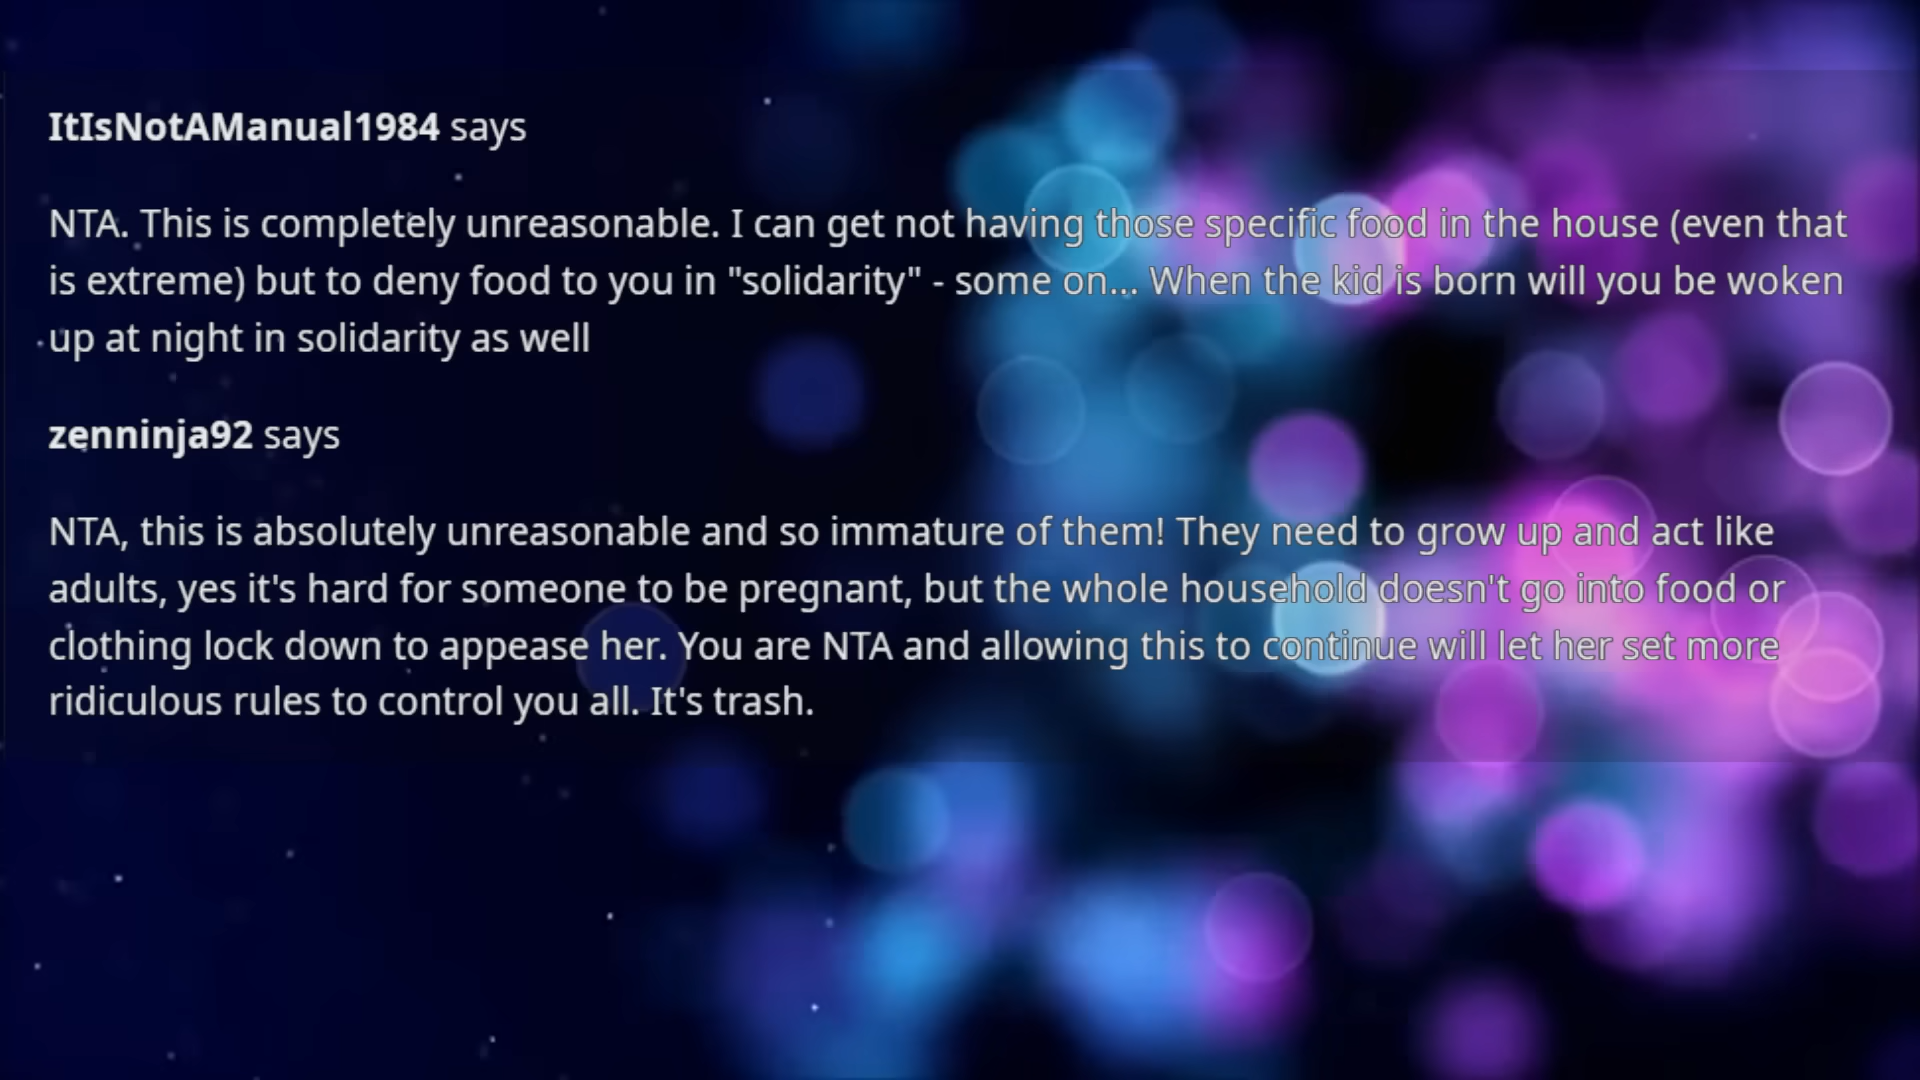 ItIsNotAManual1984 says
NTA. This is completely unreasonable. I can get not having those specific food in the house (even that
is extreme) but to deny food to you in "solidarity" - some on... When the kid is born will you be woken
up at night in solidarity as well
zenninja92 says
NTA, this is absolutely unreasonable and so immature of them! They need to grow up and act like
adults, yes it's hard for someone to be pregnant, but the whole household doesn't go into food or
clothing lock down to appease her. You are NTA and allowing this to continue will let her set more
ridiculous rules to control you all. It's trash.